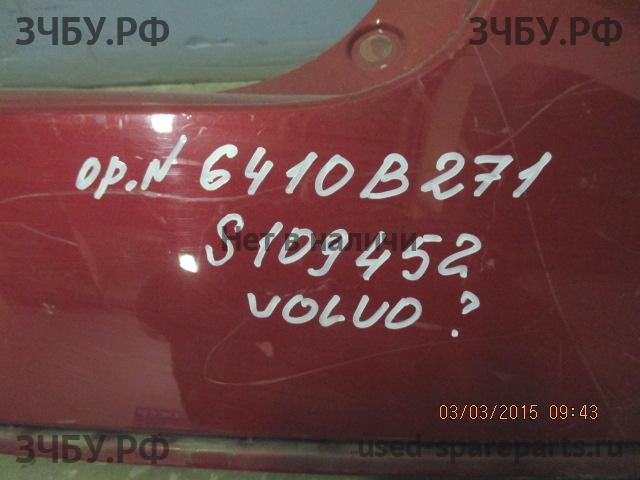 ЗЧБУ.РФ ЗЧБУ.РФ
ор.N 6410B271
S109452
Нет в наличи
VOLVO ?
03/03/2015 09:43
ЗЧБУ.РФ used-spareparts.ru